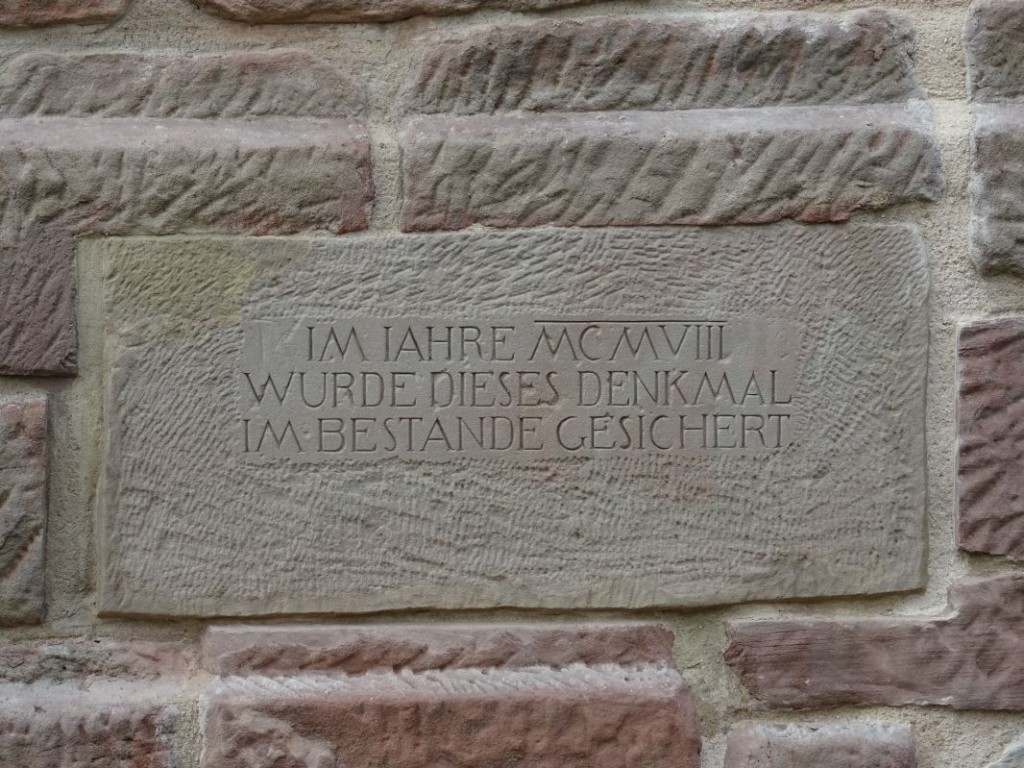 IM IAHRE MCMVIII
WURDE DIESES DENKMAL
IM BESTANDE GESICHERT.